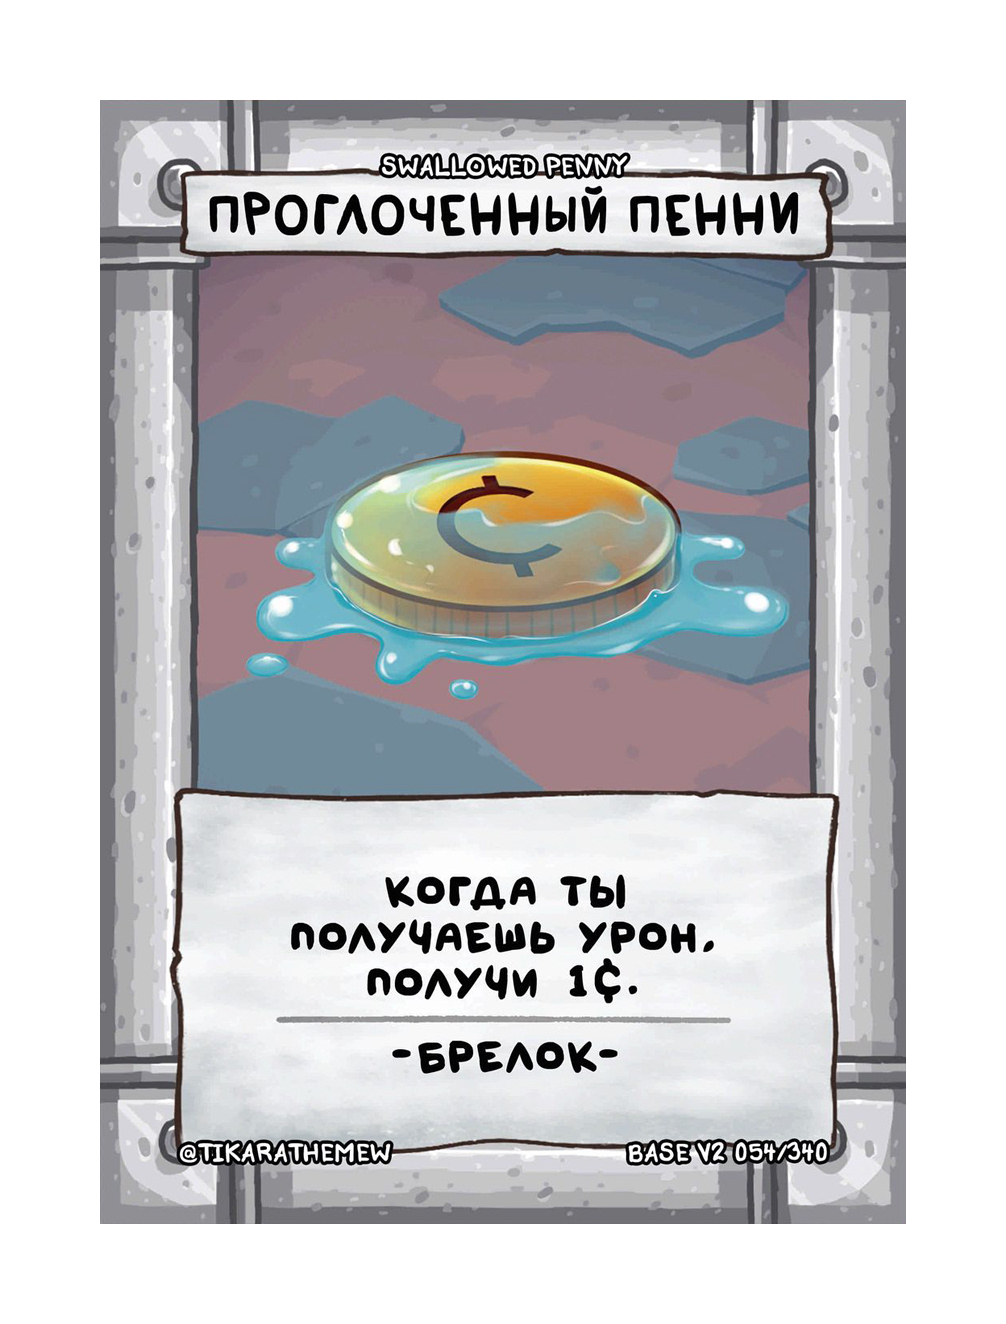 SWALLOWED PENNY
ПРОГЛОЧЕННЫЙ ПЕННИ
¢
КОГДА ТЫ
ПОЛУЧАЕШЬ УРОН,
ПОЛУЧИ 1¢.
-БРЕЛОК-
@TIKARATHEMEW
BASE V2 054/340